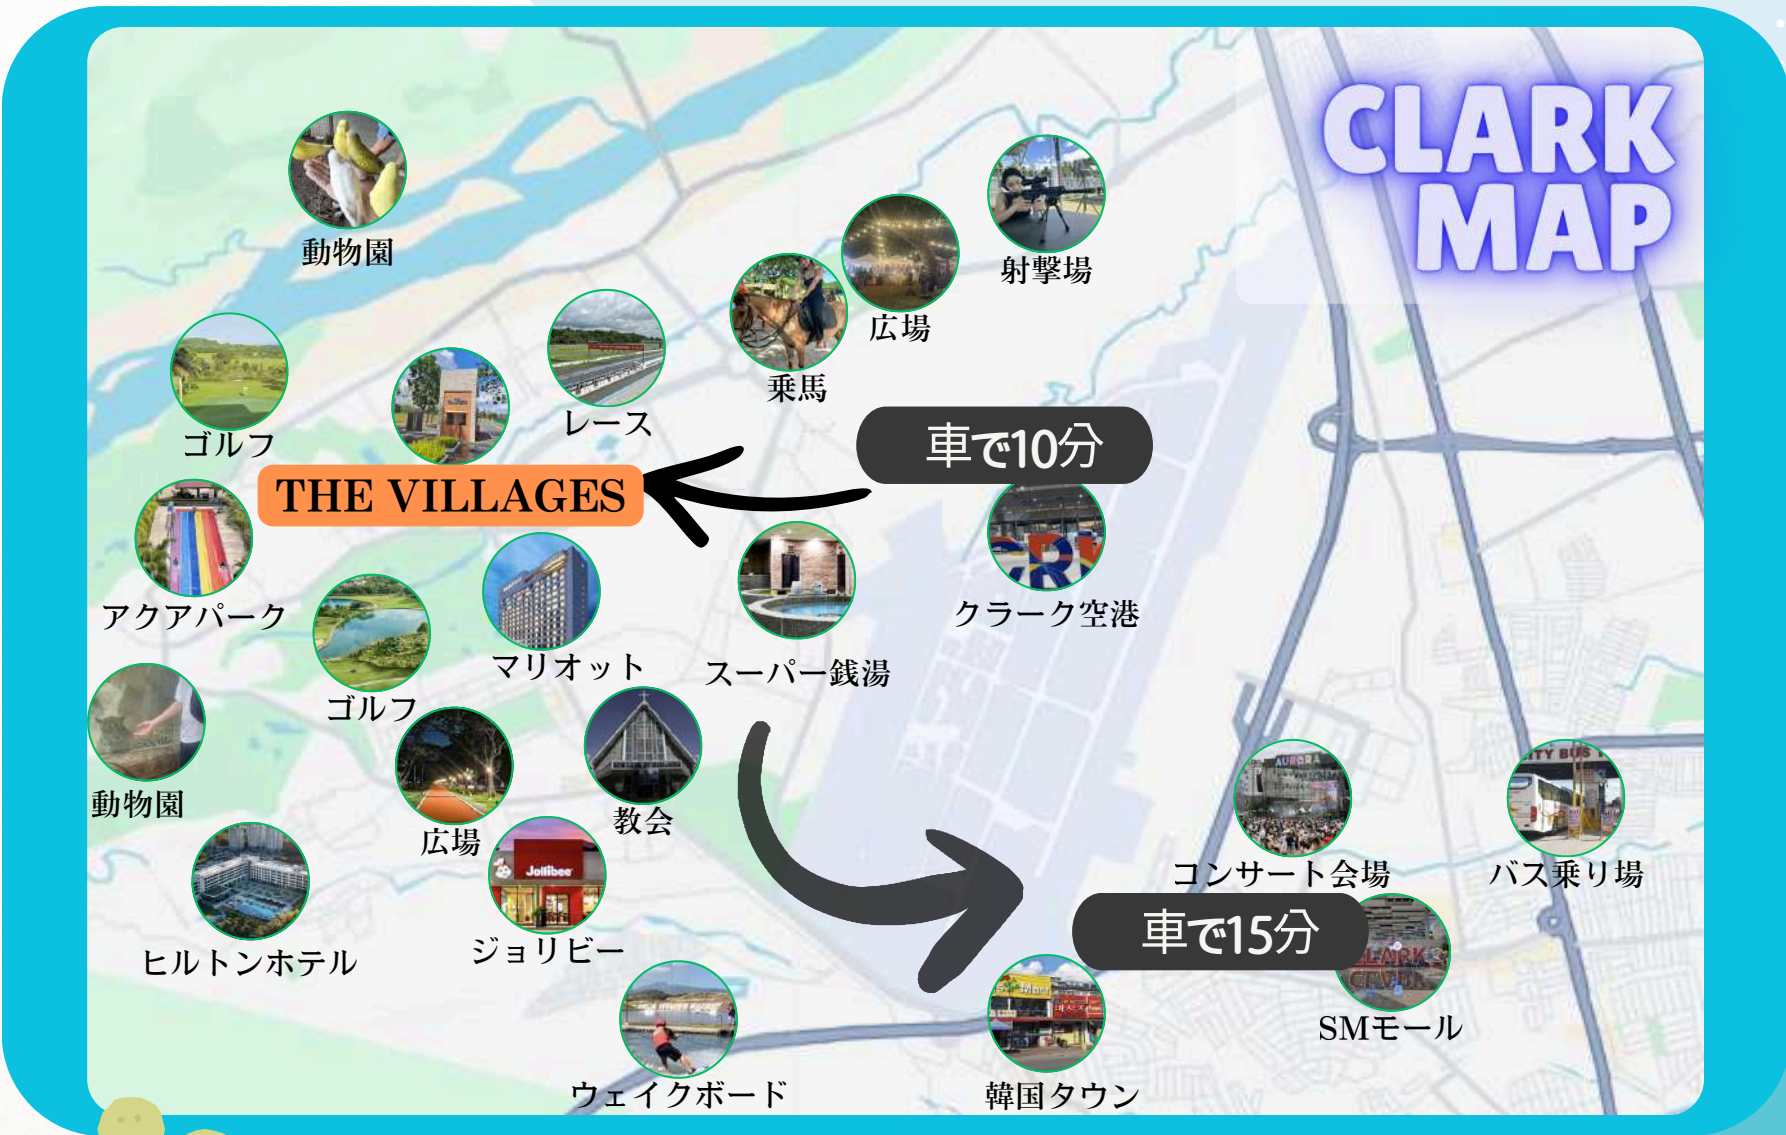 CLARK
MAP
動物園
射撃場
広場
乗馬
レース
ゴルフ
車で10分
THE VILLAGES
クラーク空港
アクアパーク
マリオット
スーパー銭湯
ゴルフ
動物園
教会
広場
Jollibee
AURORA
コンサート会場
バス乗り場
車で15分
ジョリビー
ヒルトンホテル
CLARK
SMモール
ウェイクボード
韓国タウン